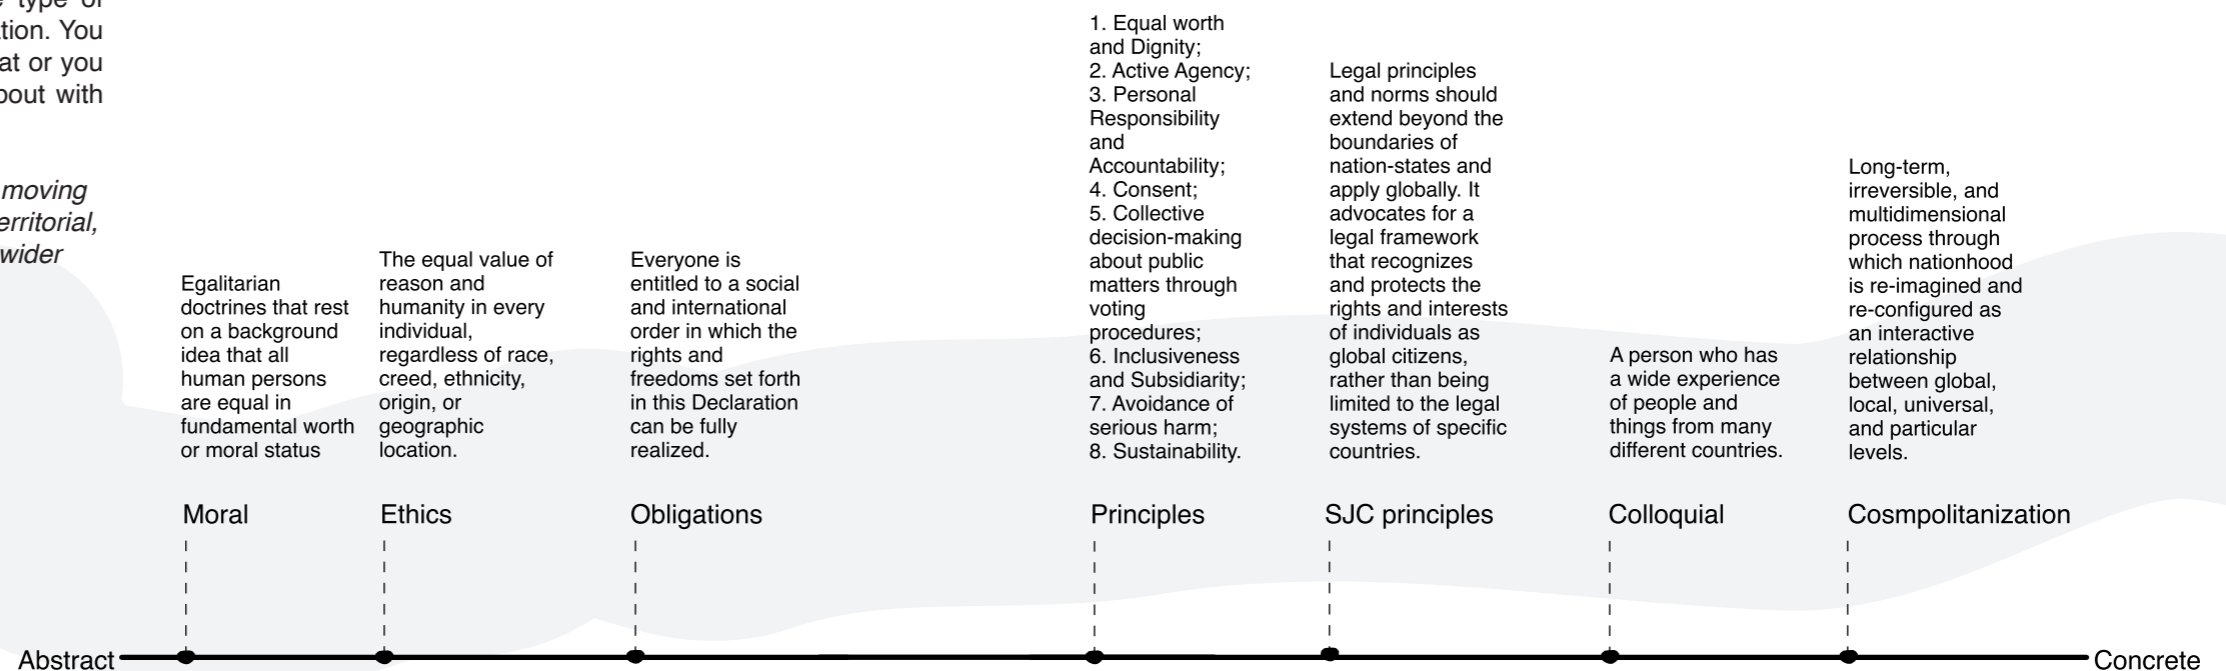 type of
tion. You
at or you
out with
moving
erritorial,
wider
Egalitarian
doctrines that rest
on a background
idea that all
human persons
are equal in
fundamental worth
or moral status
Moral
The equal value of
reason and
humanity in every
individual,
regardless of race,
creed, ethnicity,
origin, or
geographic
location.
Ethics
Everyone is
entitled to a social
and international
order in which the
rights and
freedoms set forth
in this Declaration
can be fully
realized.
Obligations
1. Equal worth
and Dignity;
2. Active Agency;
3. Personal
Responsibility
and
Accountability;
4. Consent;
5. Collective
decision-making
about public
matters through
voting
procedures;
6. Inclusiveness
and Subsidiarity;
7. Avoidance of
serious harm;
8. Sustainability.
Principles
Legal principles
and norms should
extend beyond the
boundaries of
nation-states and
apply globally. It
advocates for a
legal framework
that recognizes
and protects the
rights and interests
of individuals as
global citizens,
rather than being
limited to the legal
systems of specific
countries.
SJC principles
A person who has
a wide experience
of people and
things from many
different countries.
Colloquial
Long-term,
irreversible, and
multidimensional
process through
which nationhood
is re-imagined and
re-configured as
an interactive
relationship
between global,
local, universal,
and particular
levels.
Cosmpolitanization
Abstract
Concrete